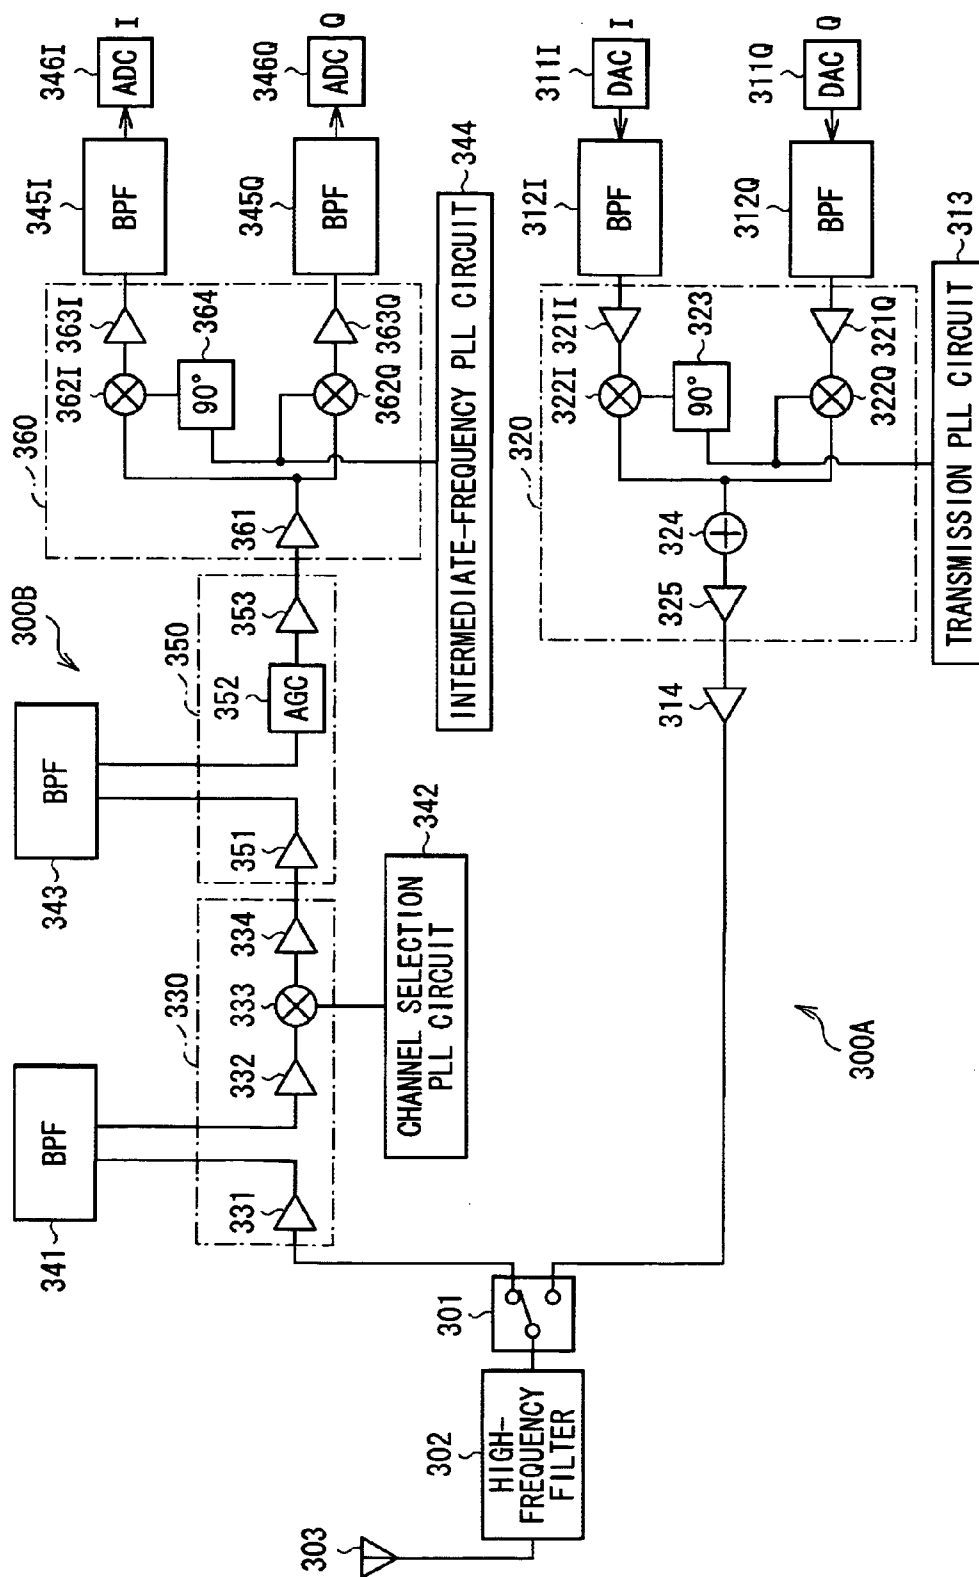 300B
341
BPF
343
BPF
330
331
332
333
334
350
351
352
AGC
353
342
CHANNEL SELECTION
PLL CIRCUIT
360
361
362I
363I
364
90°
362Q
363Q
345I
BPF
346I
ADC
I
345Q
BPF
346Q
ADC
Q
344
INTERMEDIATE-FREQUENCY PLL CIRCUIT
303
302
HIGH-
FREQUENCY
FILTER
301
300A
314
320
325
324
322I
321I
323
90°
322Q
321Q
312I
BPF
311I
DAC
I
312Q
BPF
311Q
DAC
Q
313
TRANSMISSION PLL CIRCUIT